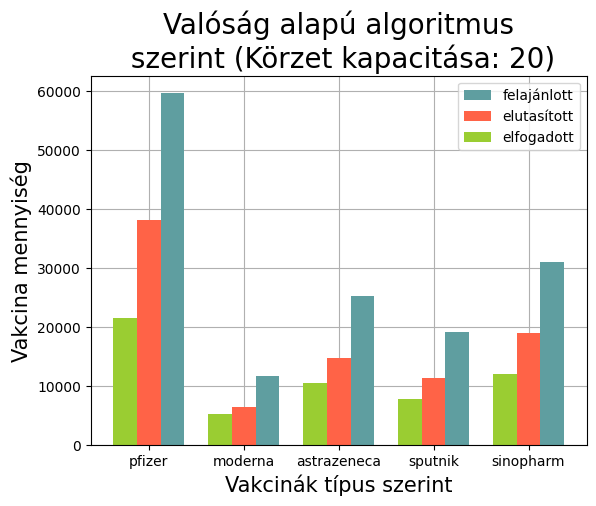 Valóság alapú algoritmus
szerint (Körzet kapacitása: 20)
felajánlott
elutasított
elfogadott
Vakcina mennyiség
60000
50000
40000
30000
20000
10000
0
pfizer
moderna
astrazeneca
sputnik
sinopharm
Vakcinák típus szerint